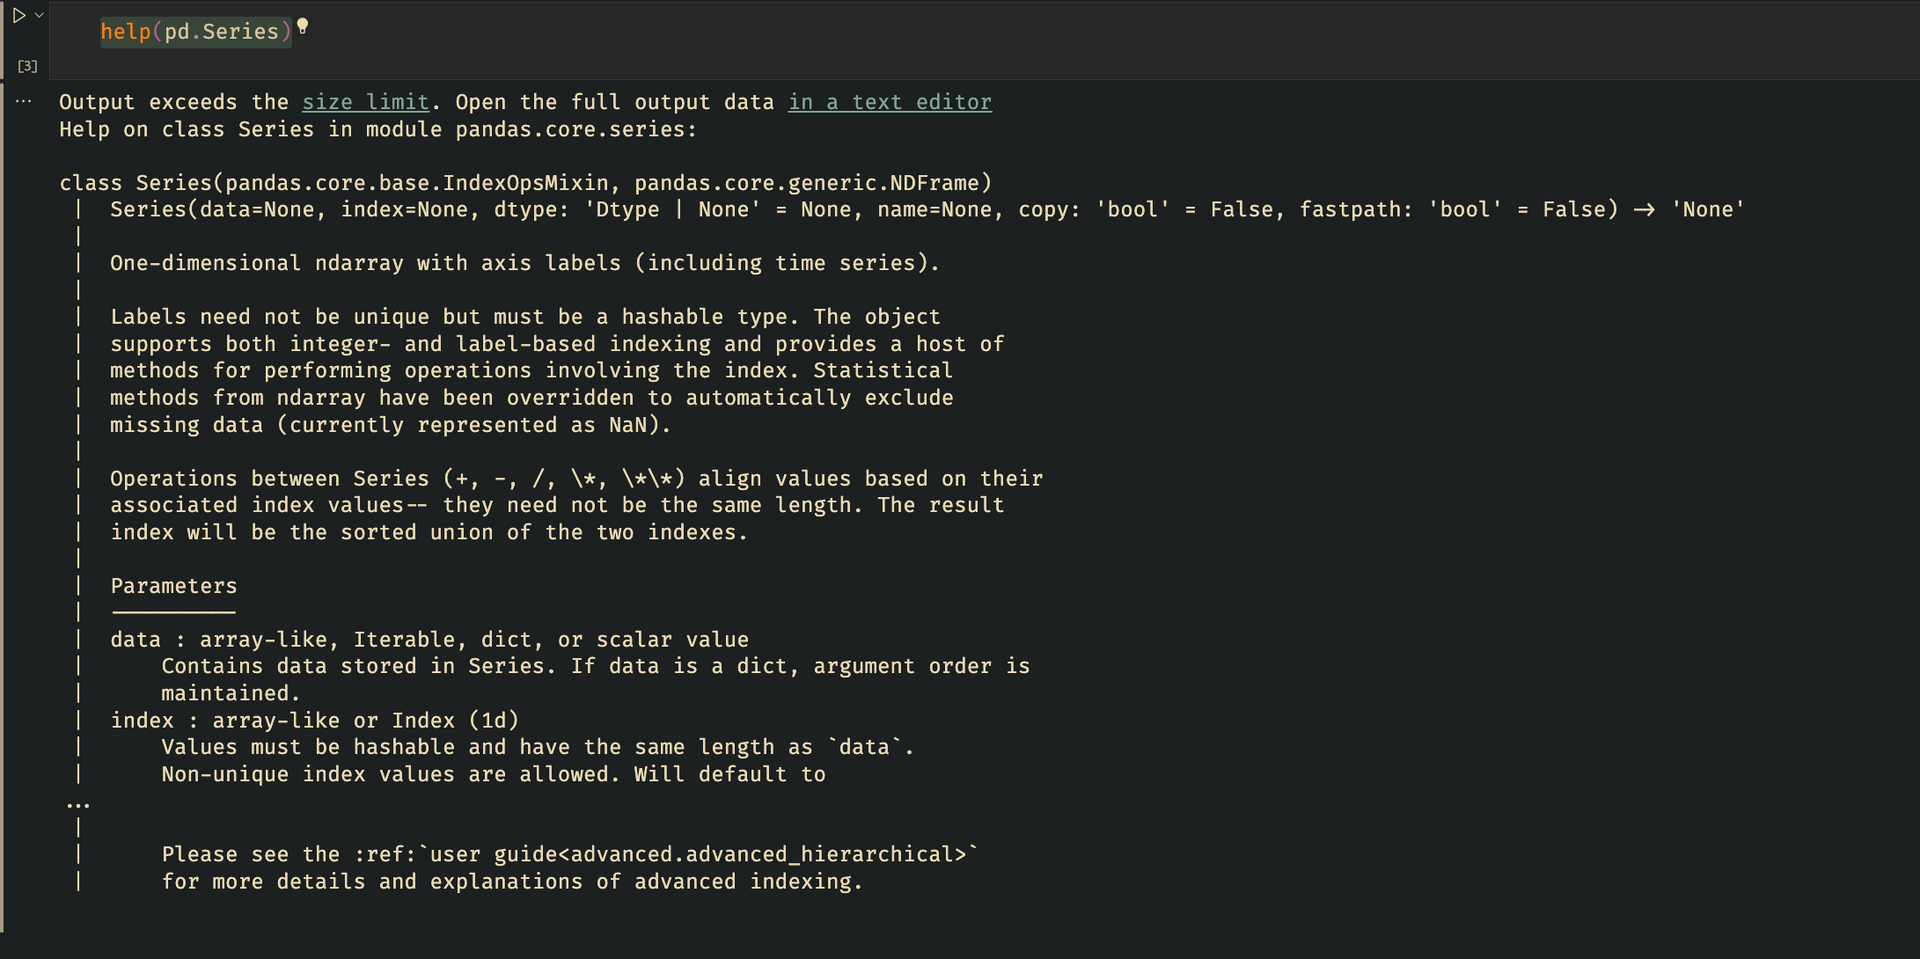 help(pd.Series)
[3]
... Output exceeds the size limit. Open the full output data in a text editor
Help on class Series in module pandas.core.series:

class Series(pandas.core.base.IndexOpsMixin, pandas.core.generic.NDFrame)
 |  Series(data=None, index=None, dtype: 'Dtype | None' = None, name=None, copy: 'bool' = False, fastpath: 'bool' = False) -> 'None'
 |
 |  One-dimensional ndarray with axis labels (including time series).
 |
 |  Labels need not be unique but must be a hashable type. The object
 |  supports both integer- and label-based indexing and provides a host of
 |  methods for performing operations involving the index. Statistical
 |  methods from ndarray have been overridden to automatically exclude
 |  missing data (currently represented as NaN).
 |
 |  Operations between Series (+, -, /, \*, \*\*) align values based on their
 |  associated index values-- they need not be the same length. The result
 |  index will be the sorted union of the two indexes.
 |
 |  Parameters
 |  ----------
 |  data : array-like, Iterable, dict, or scalar value
 |      Contains data stored in Series. If data is a dict, argument order is
 |      maintained.
 |  index : array-like or Index (1d)
 |      Values must be hashable and have the same length as `data`.
 |      Non-unique index values are allowed. Will default to
...
 |
 |      Please see the :ref:`user guide<advanced.advanced_hierarchical>`
 |      for more details and explanations of advanced indexing.